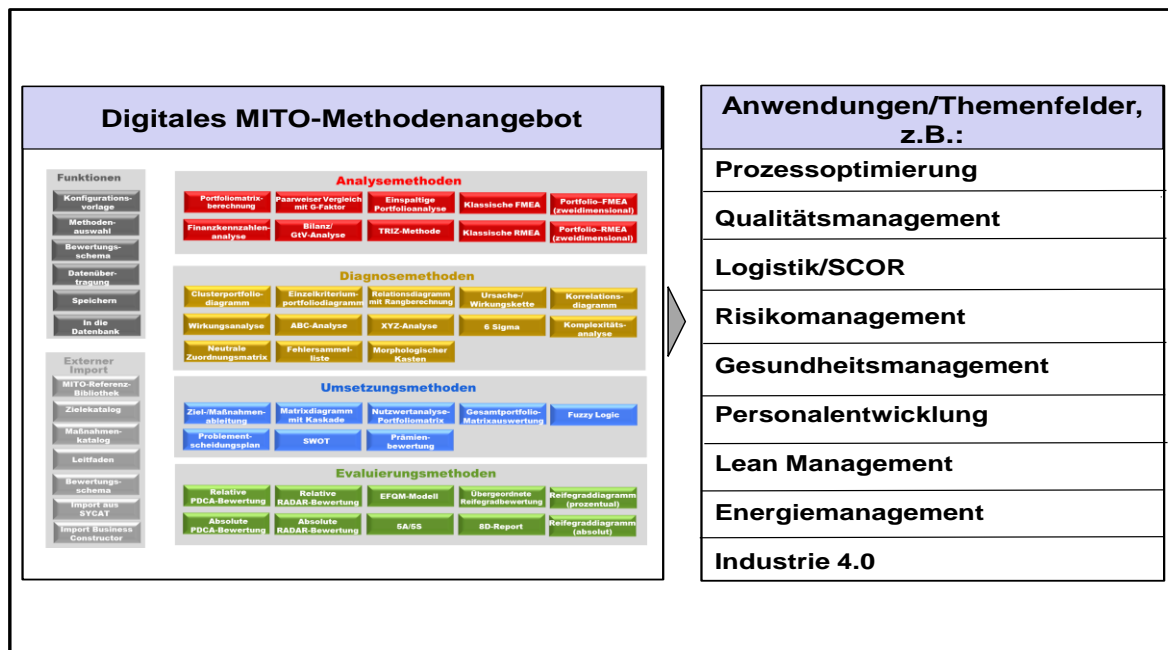 Digitales MITO-Methodenangebot
Funktionen
Konfigurations-
vorlage
Methoden-
auswahl
Bewertungs-
schema
Datenüber-
tragung
Speichern
In die
Datenbank
Externer
Import
MITO-Referenz-
Bibliothek
Zielekatalog
Maßnahmen-
katalog
Leitfaden
Bewertungs-
schema
Import aus
SYCAT
Import Business
Constructor
Analysemethoden
Portfoliomatrix-
berechnung
Paarweiser Vergleich
mit G-Faktor
Einspaltige
Portfolioanalyse
Klassische FMEA
Portfolio–FMEA
(zweidimensional)
Finanzkennzahlen-
analyse
Bilanz/
GtV-Analyse
TRIZ-Methode
Klassische RMEA
Portfolio–RMEA
(zweidimensional)
Diagnosemethoden
Clusterportfolio-
diagramm
Einzelkriterium-
portfoliodiagramm
Relationsdiagramm
mit Rangberechnung
Ursache-/
Wirkungskette
Korrelations-
diagramm
Wirkungsanalyse
ABC-Analyse
XYZ-Analyse
6 Sigma
Komplexitäts-
analyse
Neutrale
Zuordnungsmatrix
Fehlersammel-
liste
Morphologischer
Kasten
Umsetzungsmethoden
Ziel-/Maßnahmen-
ableitung
Matrixdiagramm
mit Kaskade
Nutzwertanalyse-
Portfoliomatrix
Gesamtportfolio-
Matrixauswertung
Fuzzy Logic
Problement-
scheidungsplan
SWOT
Prämien-
bewertung
Evaluierungsmethoden
Relative
PDCA-Bewertung
Relative
RADAR-Bewertung
EFQM-Modell
Übergeordnete
Reifegradbewertung
Reifegraddiagramm
(prozentual)
Absolute
PDCA-Bewertung
Absolute
RADAR-Bewertung
5A/5S
8D-Report
Reifegraddiagramm
(absolut)
Anwendungen/Themenfelder,
z.B.:
Prozessoptimierung
Qualitätsmanagement
Logistik/SCOR
Risikomanagement
Gesundheitsmanagement
Personalentwicklung
Lean Management
Energiemanagement
Industrie 4.0